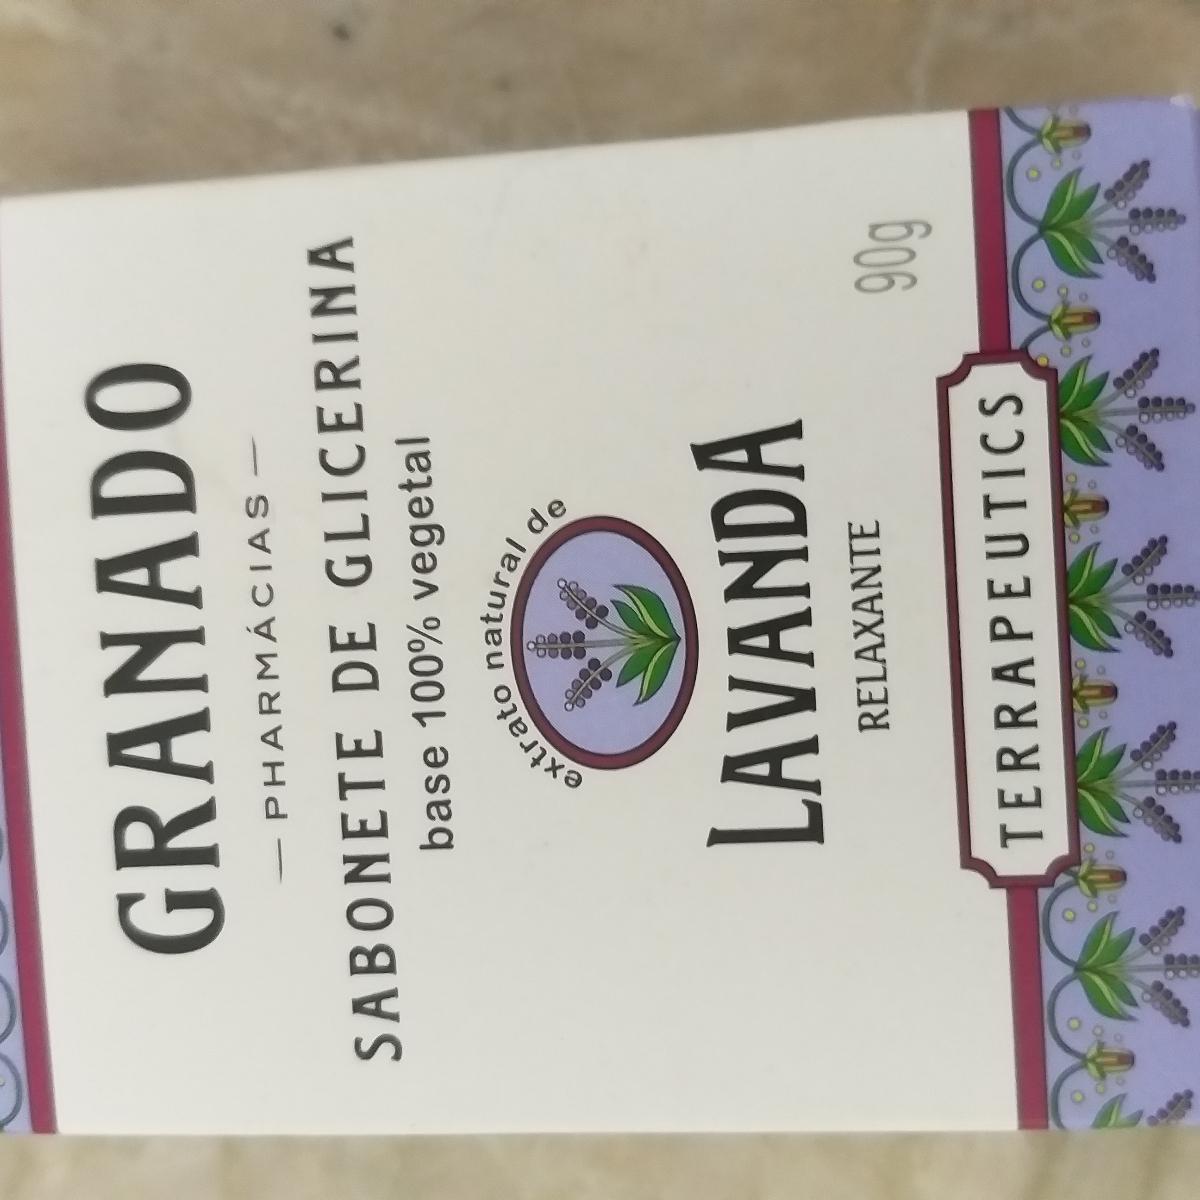 GRANADO
PHARMÁCIAS
SABONETE DE GLICERINA
base 100% vegetal
extrato natural de
LAVANDA
RELAXANTE
90g
TERRAPEUTICS